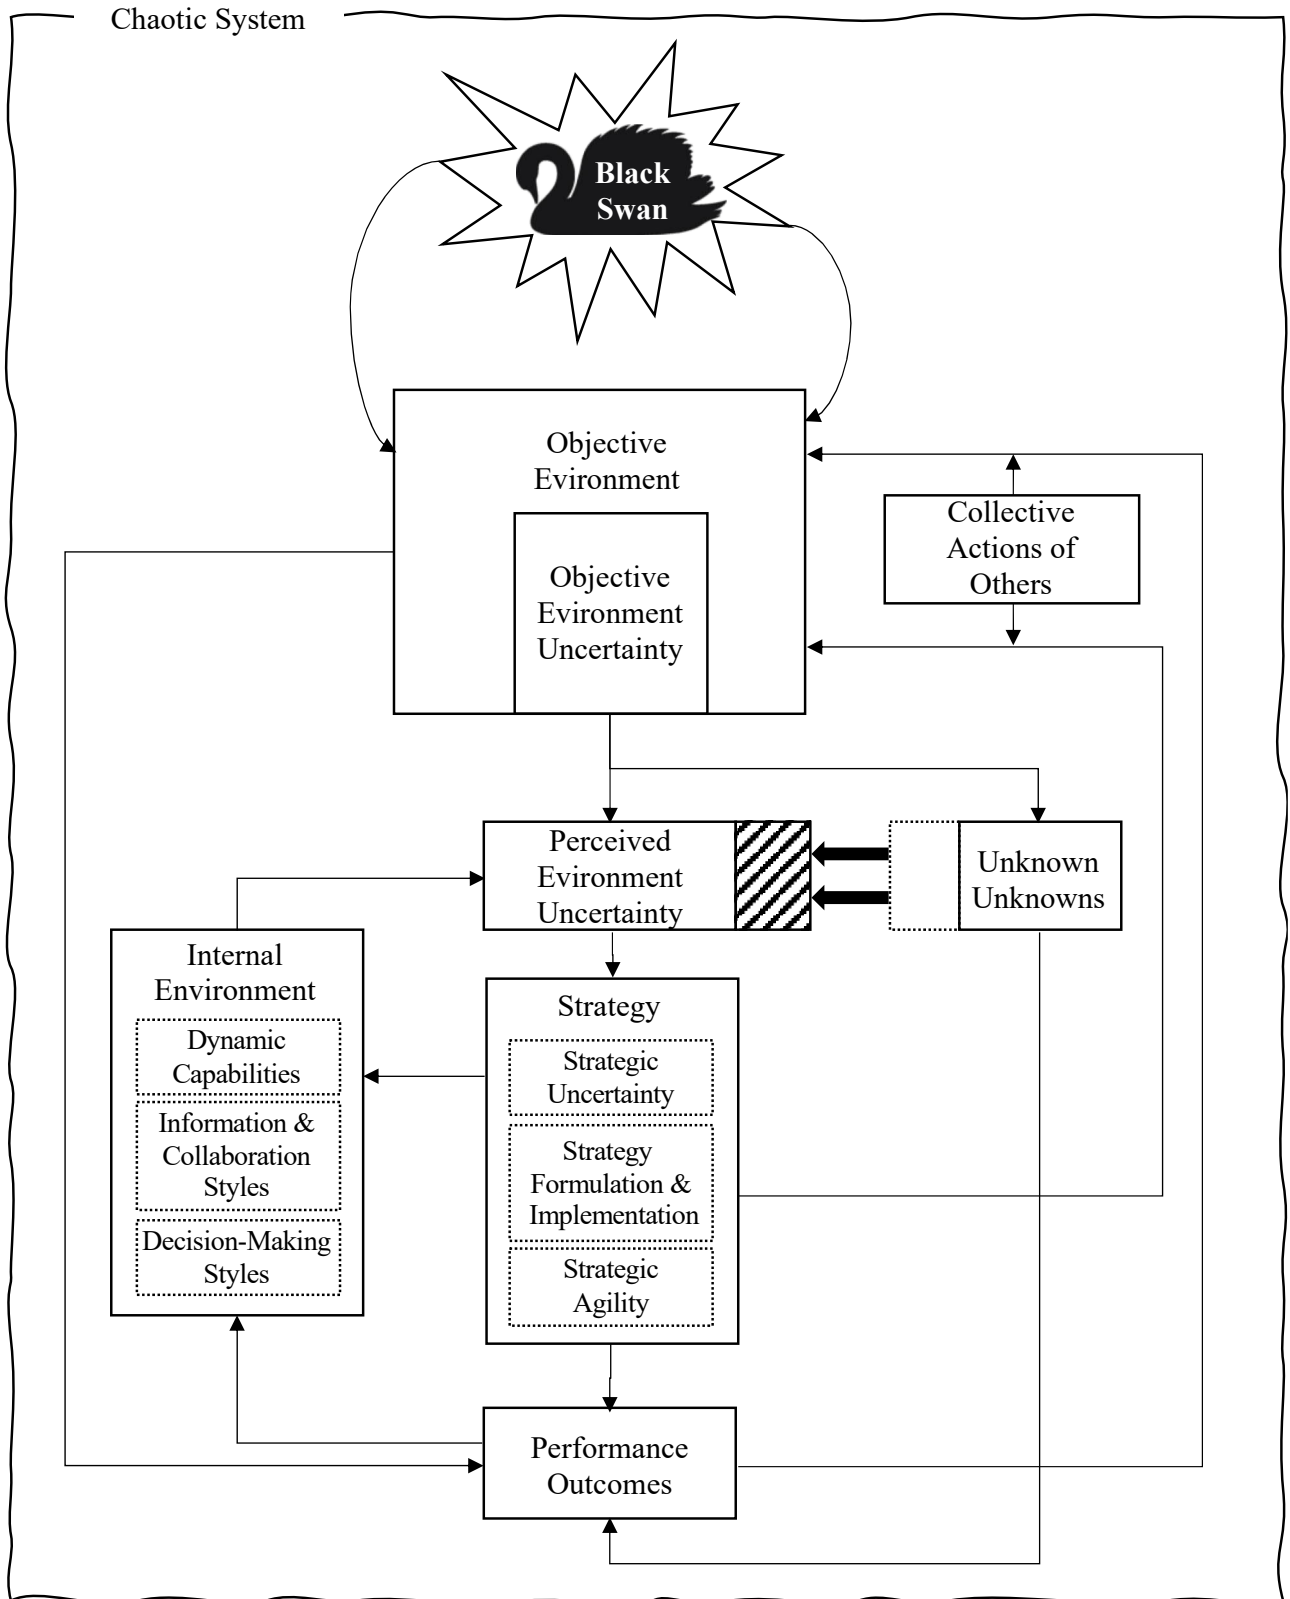 Chaotic System
Black
Swan
Objective
Evironment
Objective
Evironment
Uncertainty
Collective
Actions of
Others
Perceived
Evironment
Uncertainty
Unknown
Unknowns
Internal
Environment
Dynamic
Capabilities
Information &
Collaboration
Styles
Decision-Making
Styles
Strategy
Strategic
Uncertainty
Strategy
Formulation &
Implementation
Strategic
Agility
Performance
Outcomes